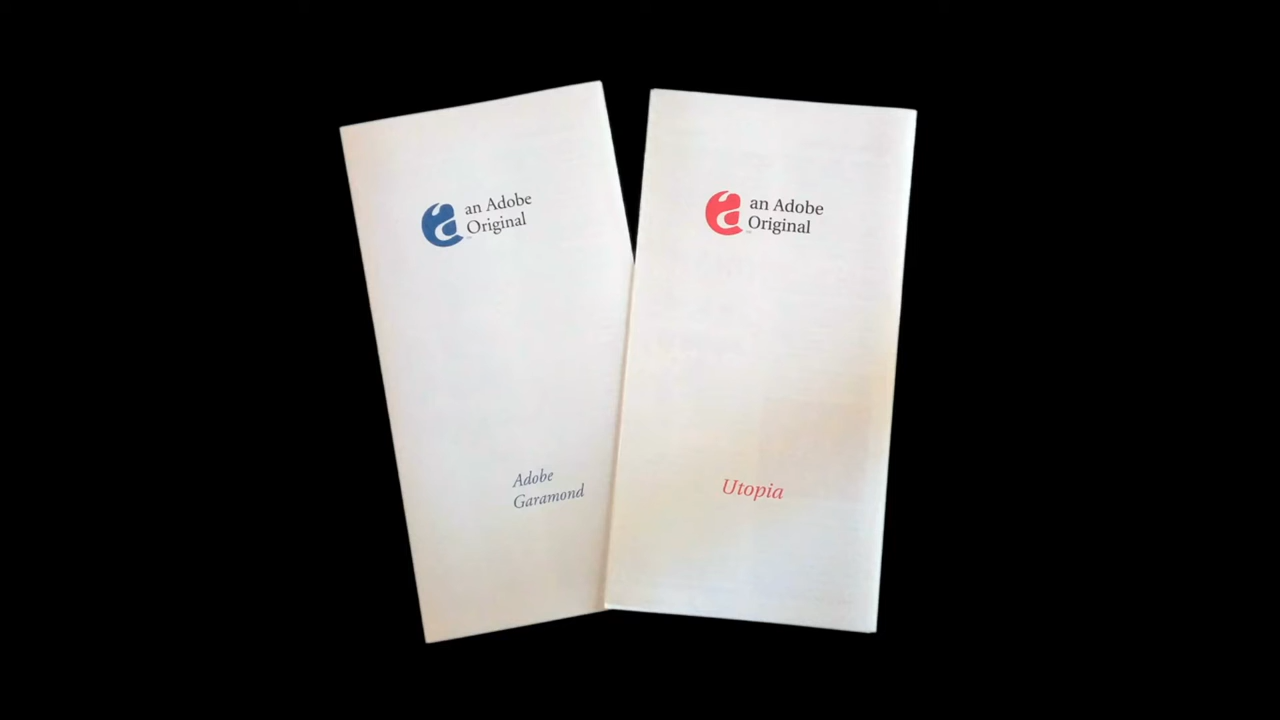 an Adobe
Original
Adobe
Garamond
an Adobe
Original
Utopia